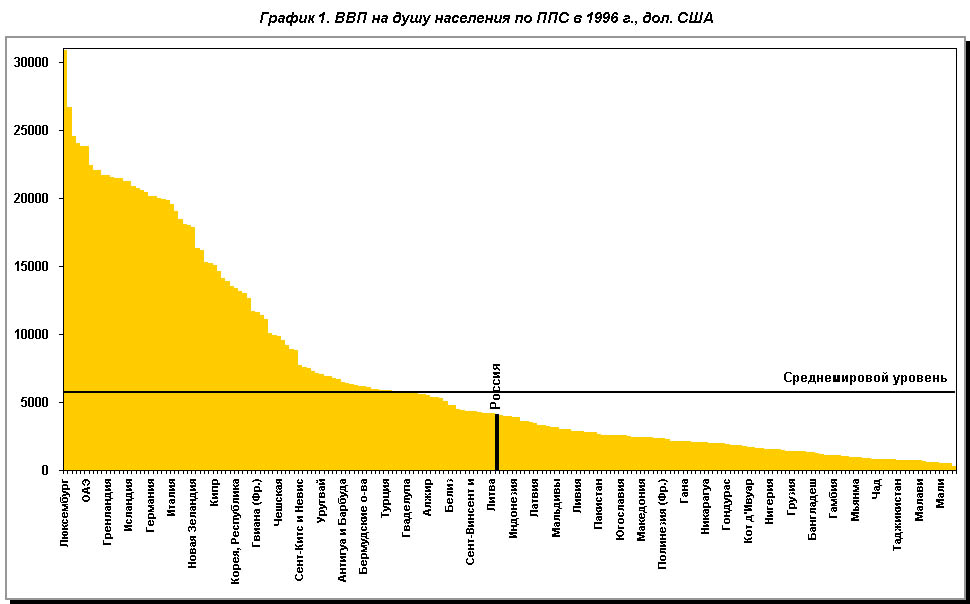 График 1. ВВП на душу населения по ППС в 1996 г., дол. США
30000
25000
20000
15000
10000
5000
0
Среднемировой уровень
Россия
Люксембург
ОАЭ
Гренландия
Исландия
Германия
Италия
Новая Зеландия
Кипр
Корея, Республика
Гвиана (Фр.)
Чешская
Сент-Китс и Невис
Уругвай
Антигуа и Барбуда
Бермудские о-ва
Турция
Гваделупа
Алжир
Белиз
Сент-Винсент и
Литва
Индонезия
Латвия
Мальдивы
Ливия
Пакистан
Югославия
Македония
Полинезия (Фр.)
Гана
Никарагуа
Гондурас
Кот д'Ивуар
Нигерия
Грузия
Бангладеш
Гамбия
Мьянма
Чад
Таджикистан
Малави
Мали